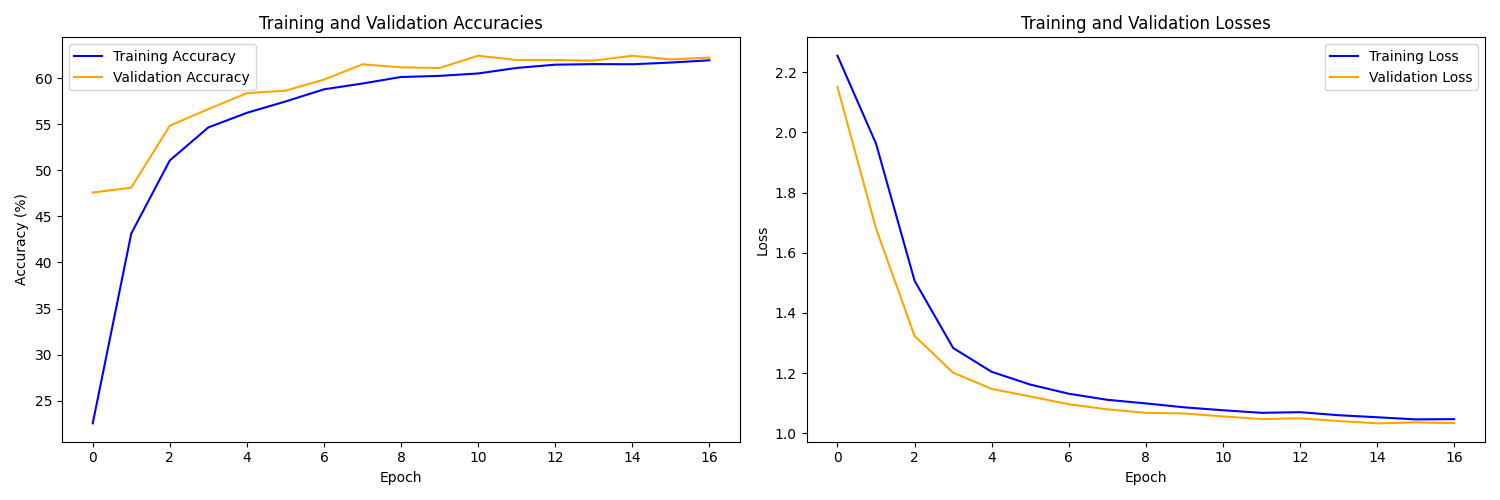 Training and Validation Accuracies
Training Accuracy
Validation Accuracy
Accuracy (%)
60
55
50
45
40
35
30
25
0 2 4 6 8 10 12 14 16
Epoch
Training and Validation Losses
Training Loss
Validation Loss
Loss
2.2
2.0
1.8
1.6
1.4
1.2
1.0
0 2 4 6 8 10 12 14 16
Epoch